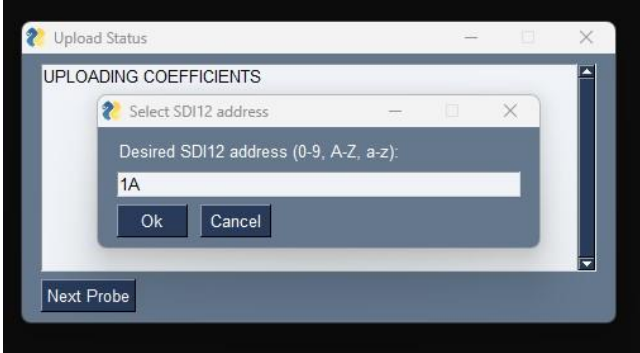 Upload Status
UPLOADING COEFFICIENTS
Select SDI12 address
Desired SDI12 address (0-9, A-Z, a-z):
1A
Ok Cancel
Next Probe